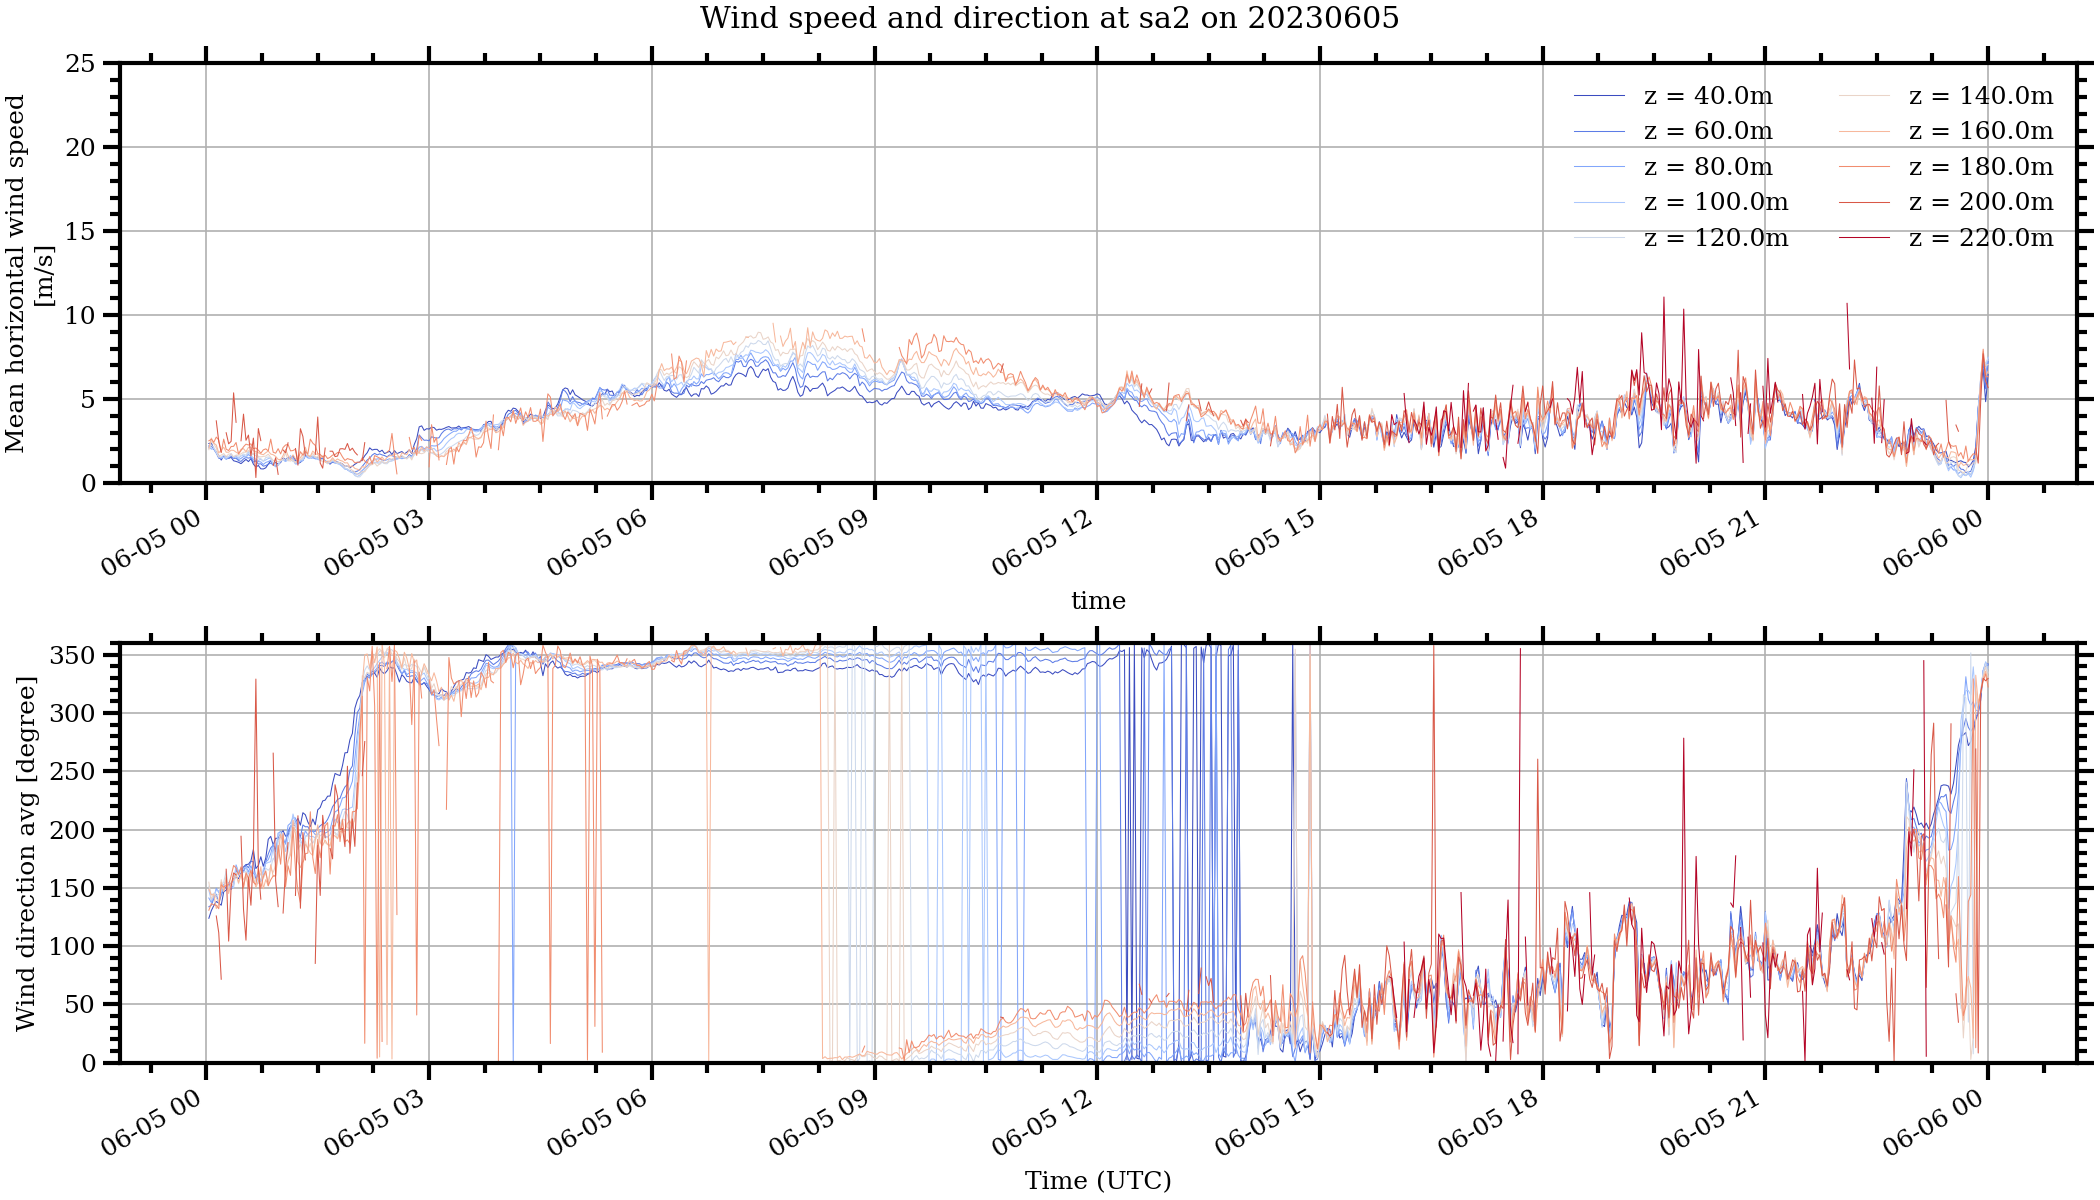 Wind speed and direction at sa2 on 20230605
Mean horizontal wind speed
[m/s]
25
20
15
10
5
0
z = 40.0m
z = 60.0m
z = 80.0m
z = 100.0m
z = 120.0m
z = 140.0m
z = 160.0m
z = 180.0m
z = 200.0m
z = 220.0m
06-05 00
06-05 03
06-05 06
06-05 09
06-05 12
06-05 15
06-05 18
06-05 21
06-06 00
time
Wind direction avg [degree]
350
300
250
200
150
100
50
0
06-05 00
06-05 03
06-05 06
06-05 09
06-05 12
06-05 15
06-05 18
06-05 21
06-06 00
Time (UTC)